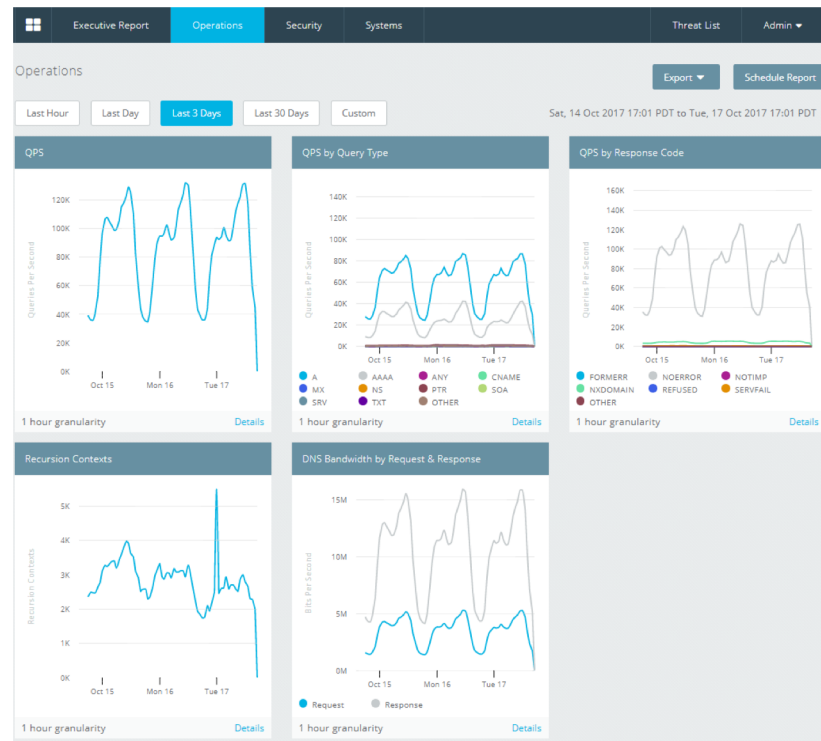 Executive Report Operations Security Systems Threat List Admin
Operations
Export Schedule Report
Last Hour Last Day Last 3 Days Last 30 Days Custom Sat, 14 Oct 2017 17:01 PDT to Tue, 17 Oct 2017 17:01 PDT
QPS
Queries Per Second
120K
100K
80K
60K
40K
20K
0K
Oct 15 Mon 16 Tue 17
1 hour granularity Details
QPS by Query Type
Queries Per Second
140K
120K
100K
80K
60K
40K
20K
0K
Oct 15 Mon 16 Tue 17
A AAAA ANY CNAME
MX NS PTR SOA
SRV TXT OTHER
1 hour granularity Details
QPS by Response Code
Queries Per Second
160K
140K
120K
100K
80K
60K
40K
20K
0K
Oct 15 Mon 16 Tue 17
FORMERR NOERROR NOTIMP
NXDOMAIN REFUSED SERVFAIL
OTHER
1 hour granularity Details
Recursion Contexts
Recursion Contexts
5K
4K
3K
2K
1K
0K
Oct 15 Mon 16 Tue 17
1 hour granularity Details
DNS Bandwidth by Request & Response
Bits Per Second
15M
10M
5M
0M
Oct 15 Mon 16 Tue 17
Request Response
1 hour granularity Details